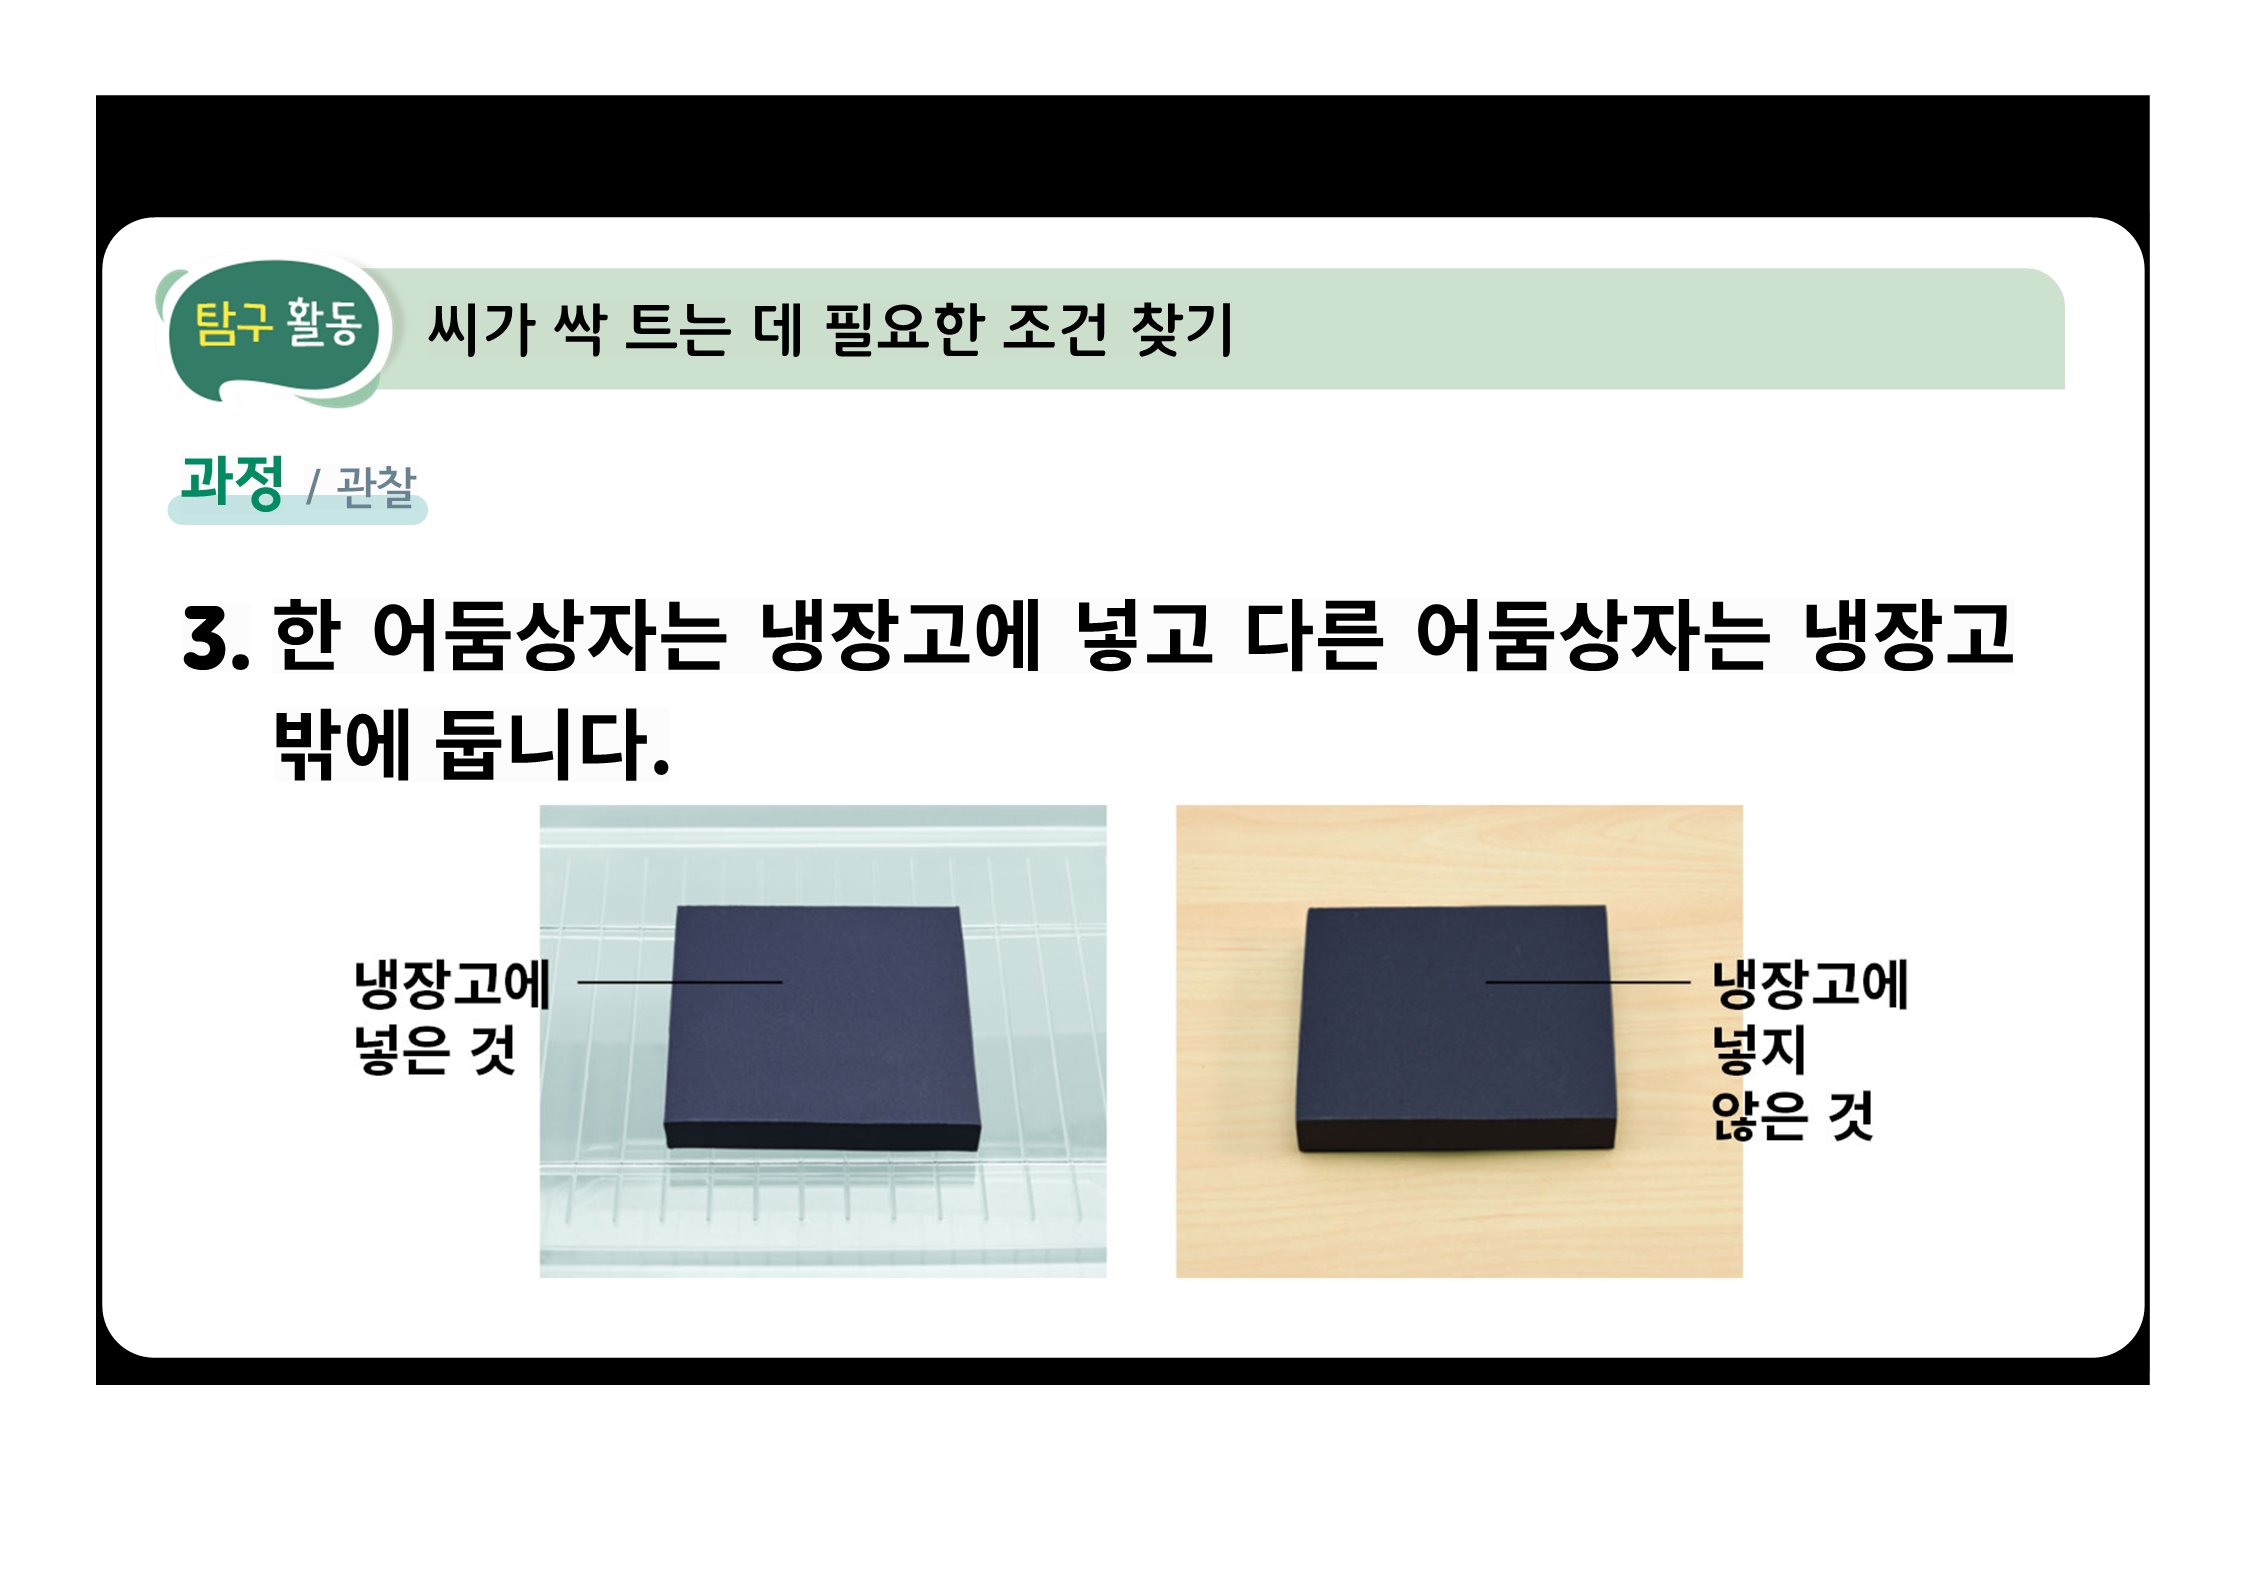 탐구 활동
씨가 싹 트는 데 필요한 조건 찾기
과정 / 관찰
3. 한 어둠상자는 냉장고에 넣고 다른 어둠상자는 냉장고
밖에 둡니다.
냉장고에
넣은 것
냉장고에
넣지
않은 것